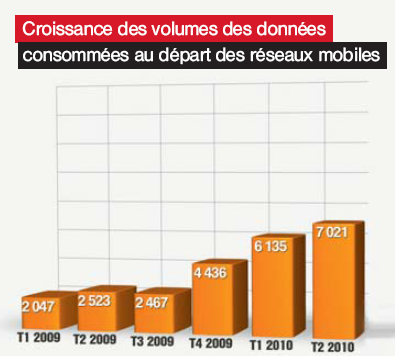 Croissance des volumes des données
consommées au départ des réseaux mobiles
2 047
2 523
2 467
4 436
6 135
7 021
T1 2009
T2 2009
T3 2009
T4 2009
T1 2010
T2 2010